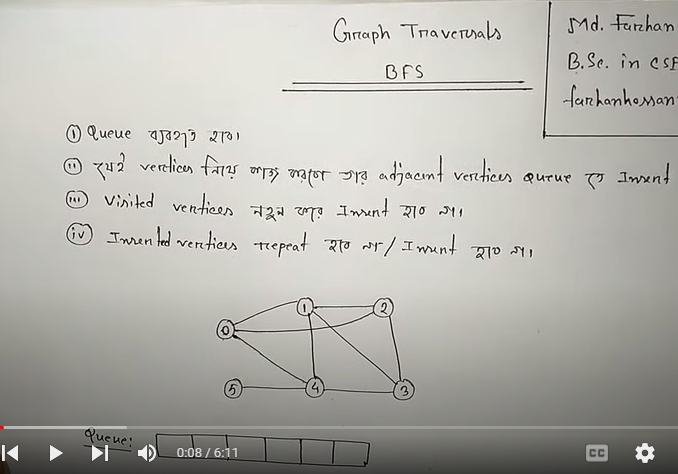 Graph Traversals
BFS
Md. Farhan
B.Sc. in CSE
farhanhossan
(i) Queue ব্যবহৃত হবে।
(ii) যেই vertices নিয়ে কাজ করবো তার adjacent vertices queue তে Insert
(iii) Visited vertices নতুন করে Insert হবে না।
(iv) Inserted vertices repeat হবে না / Insert হবে না।
1
2
0
5
4
3
Queue:
0:08 / 6:11
CC